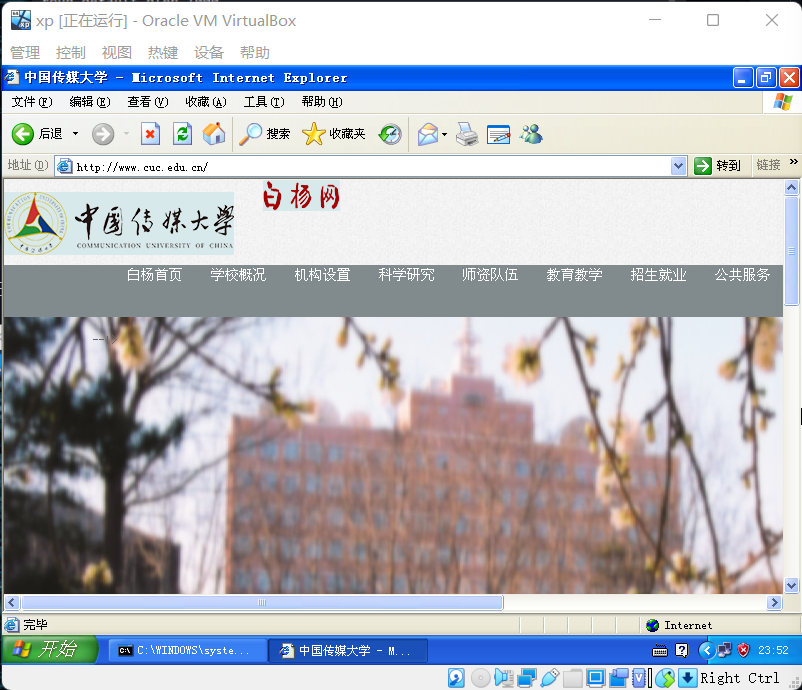 xp [正在运行] - Oracle VM VirtualBox
管理 控制 视图 热键 设备 帮助
中国传媒大学 - Microsoft Internet Explorer
文件(F) 编辑(E) 查看(V) 收藏(A) 工具(T) 帮助(H)
后退 搜索 收藏夹
地址(D) http://www.cuc.edu.cn/ 转到 链接 »
中国传媒大学 白杨网
COMMUNICATION UNIVERSITY OF CHINA
白杨首页 学校概况 机构设置 科学研究 师资队伍 教育教学 招生就业 公共服务
完毕 Internet
开始 C:\WINDOWS\syste... 中国传媒大学 - M... 23:52
Right Ctrl